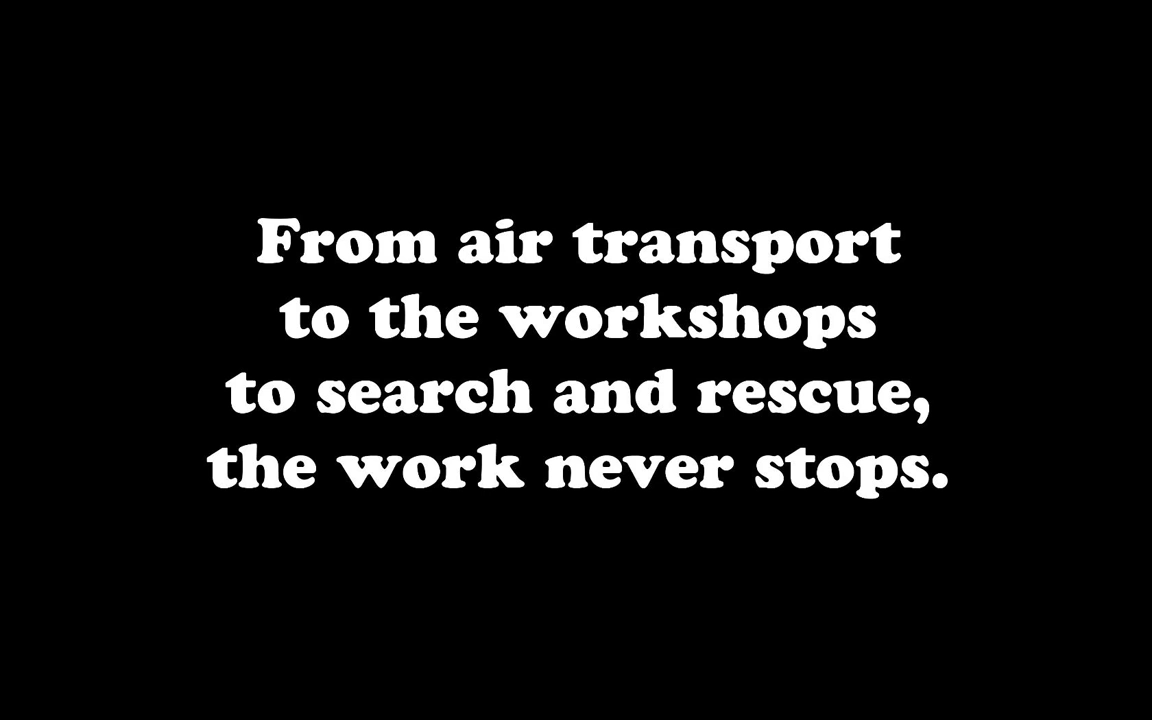 From air transport
to the workshops
to search and rescue,
the work never stops.